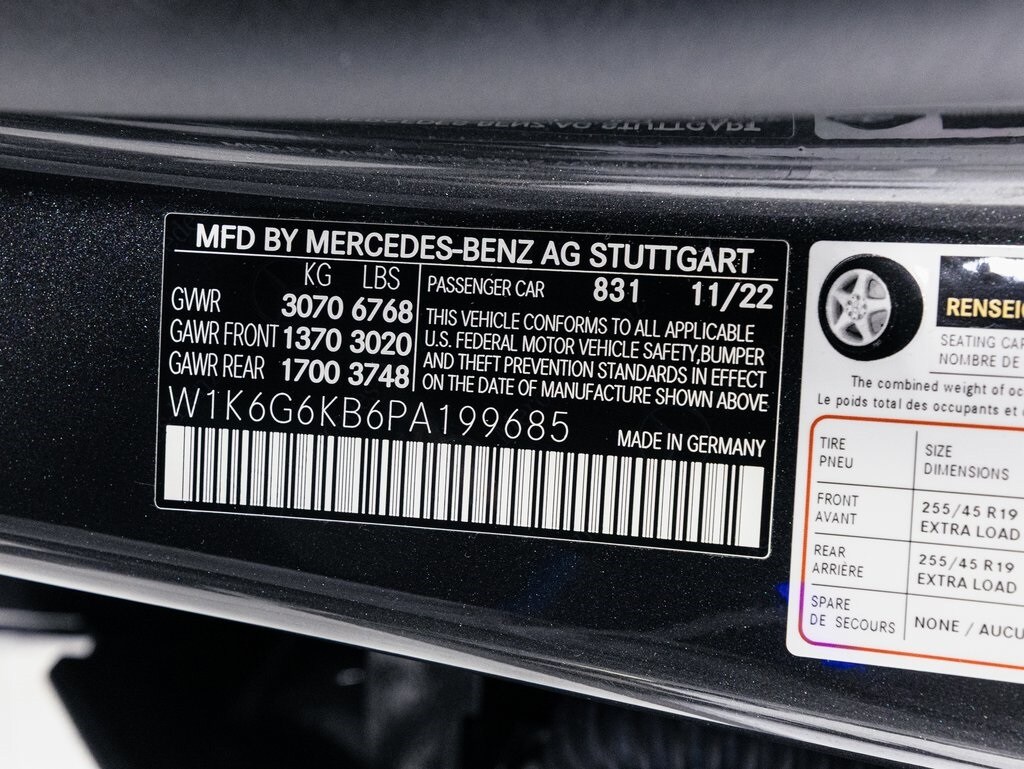 MFD BY MERCEDES-BENZ AG STUTTGART
KG LBS
GVWR 3070 6768
GAWR FRONT 1370 3020
GAWR REAR 1700 3748
PASSENGER CAR 831 11/22
THIS VEHICLE CONFORMS TO ALL APPLICABLE
U.S. FEDERAL MOTOR VEHICLE SAFETY,BUMPER
AND THEFT PREVENTION STANDARDS IN EFFECT
ON THE DATE OF MANUFACTURE SHOWN ABOVE
W1K6G6KB6PA199685
MADE IN GERMANY
SEATING
NOMBRE DE
The combined weight of
Le poids total des occupants et
TIRE
PNEU
SIZE
DIMENSIONS
FRONT
AVANT
255/45 R19
EXTRA LOAD
REAR
ARRIÈRE
255/45 R19
EXTRA LOAD
SPARE
DE SECOURS
NONE /